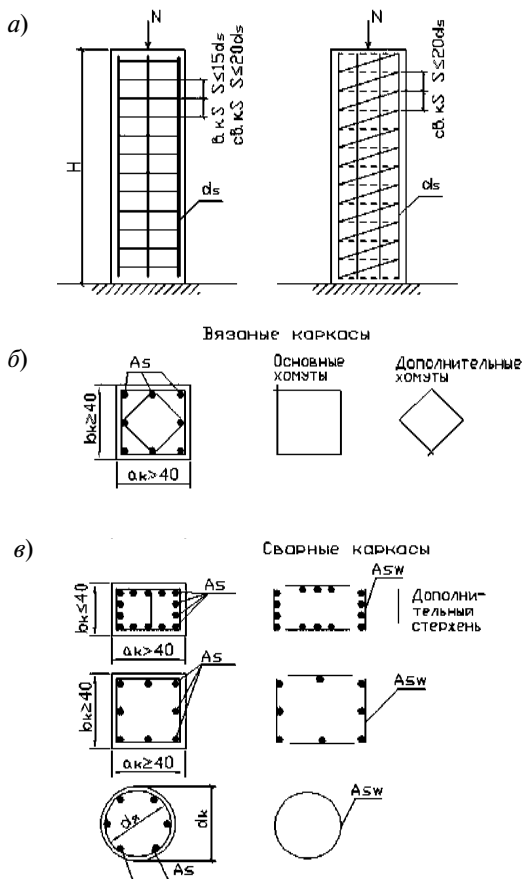 а)
N
N
в.к.S S≤15ds
св.к.S S≤20ds
св.к.S S≤20ds
H
ds
ds
Вязаные каркасы
б)
As
Основные
хомуты
Дополнительные
хомуты
bк≥40
aк>40
в)
Сварные каркасы
As
Asw
Дополни-
тельный
стержень
bк≤40
aк>40
As
Asw
bк≥40
aк≥40
dя
dк
Asw
As